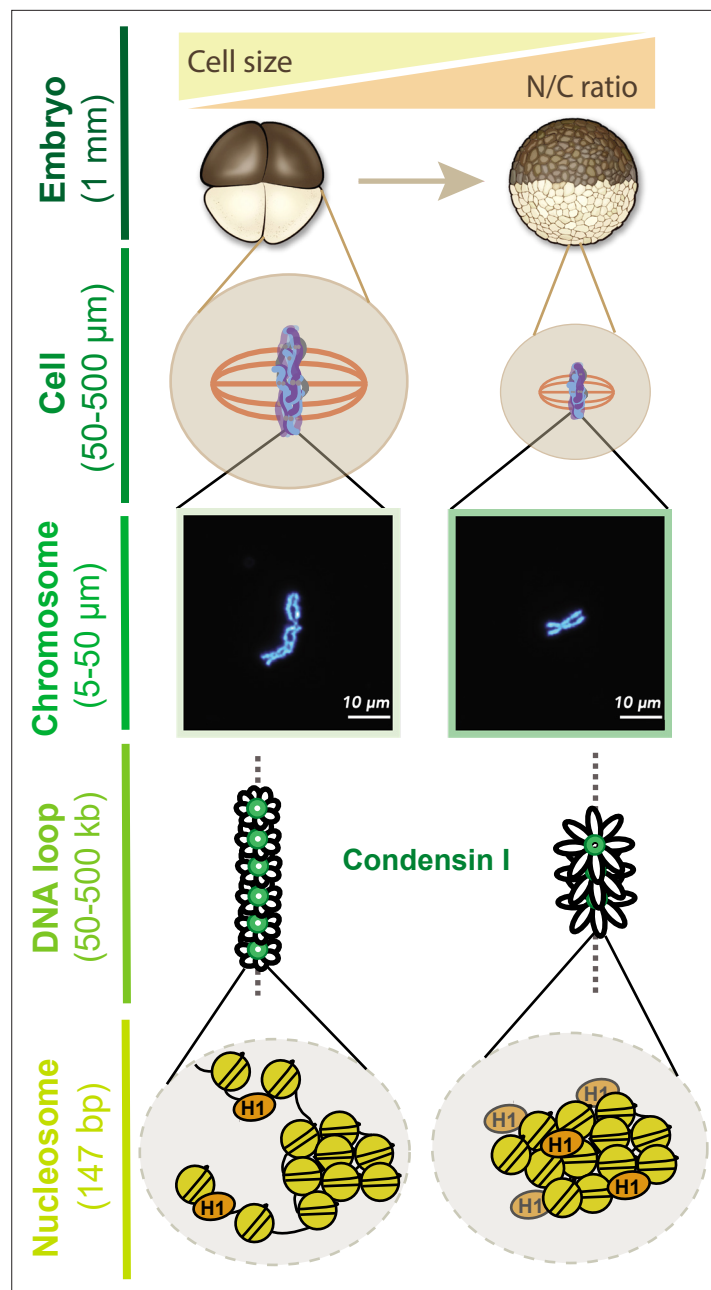 Cell size
N/C ratio
Embryo
(1 mm)
Cell
(50-500 µm)
Chromosome
(5-50 µm)
10 µm
10 µm
DNA loop
(50-500 kb)
Condensin I
Nucleosome
(147 bp)
H1
H1
H1
H1
H1
H1
H1